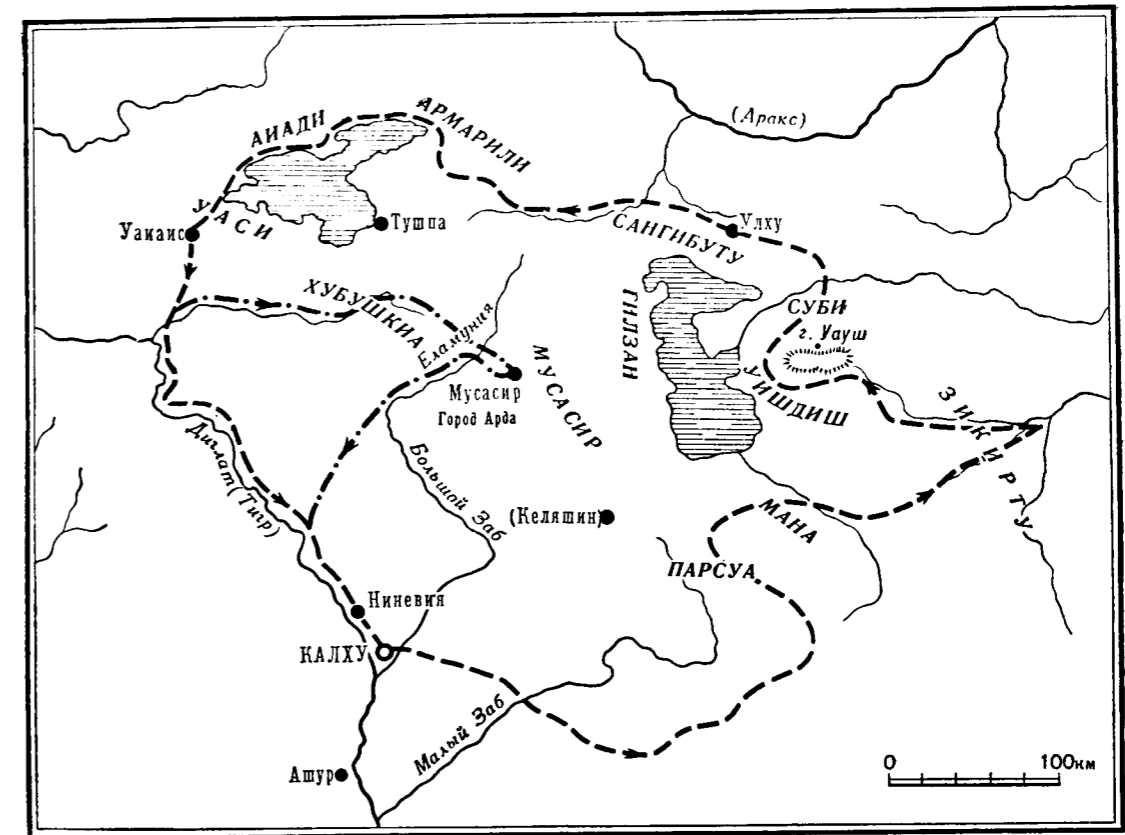 (Аракс)
АРМАРИЛИ
АИАДИ
УАСИ
Уакаис
Тушпа
Улху
САНГИБУТУ
ХУБУШКИА
Еламуния
ГИЛЗАН
СУБИ
г. Уауш
УИШДИШ
МУСАСИР
Мусасир
Город Арда
ЗИКИРТУ
Диглат (Тигр)
Большой Заб
(Келяшин)
МАНА
ПАРСУА
Ниневия
КАЛХУ
Малый Заб
Ашур
0 100км